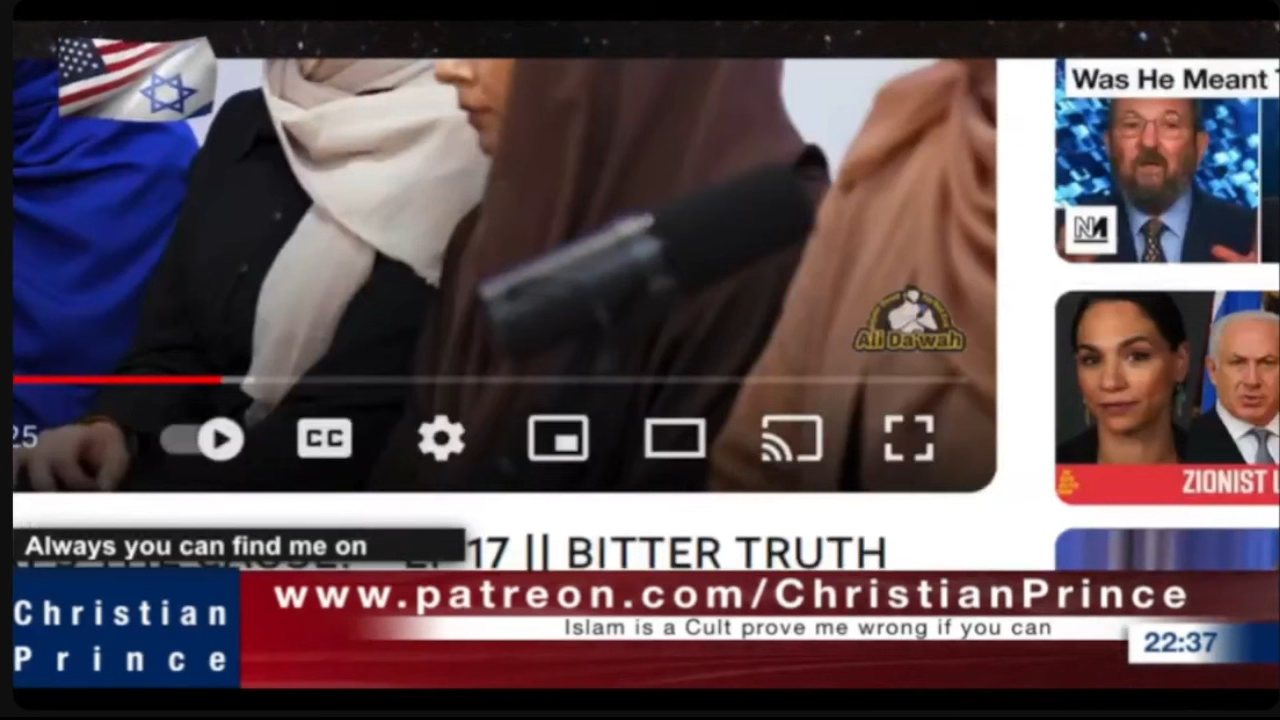 Was He Meant
NM
Ali Da'wah
25
CC
ZIONIST
Always you can find me on
17 || BITTER TRUTH
www.patreon.com/ChristianPrince
Islam is a Cult prove me wrong if you can
Christian
Prince
22:37